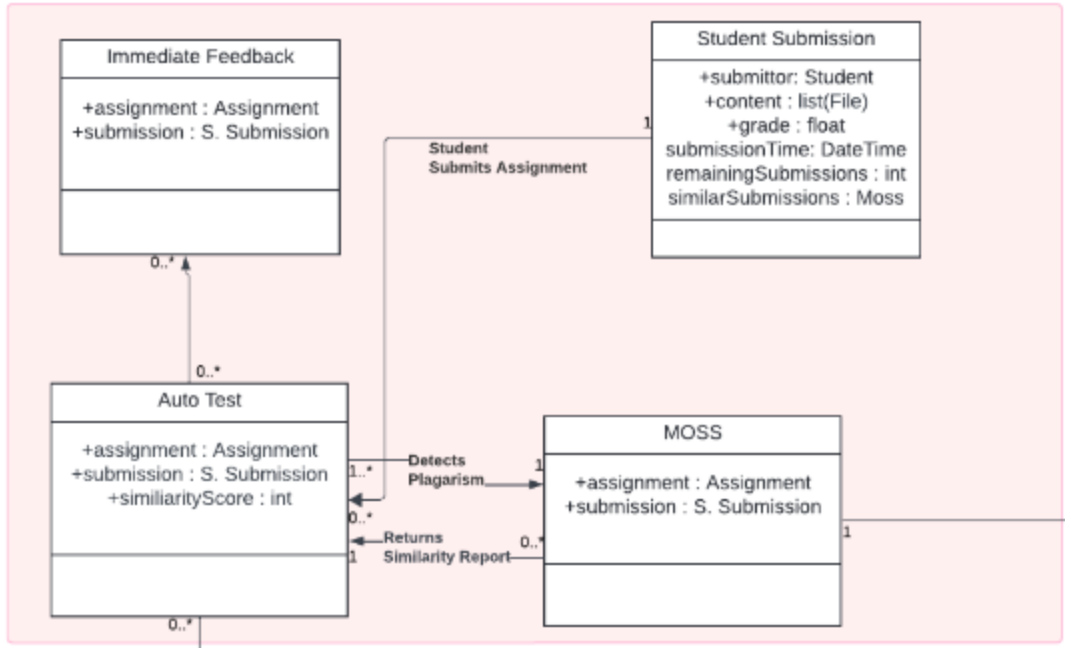 Immediate Feedback
+assignment : Assignment
+submission : S. Submission
0..*
Student Submission
+submittor: Student
+content : list(File)
+grade : float
submissionTime: DateTime
remainingSubmissions : int
similarSubmissions : Moss
1
Student
Submits Assignment
0..*
Auto Test
+assignment : Assignment
+submission : S. Submission
+similiarityScore : int
1..*
Detects
Plagarism
1
0..*
Returns
Similarity Report
1
0..*
MOSS
+assignment : Assignment
+submission : S. Submission
1
0..*